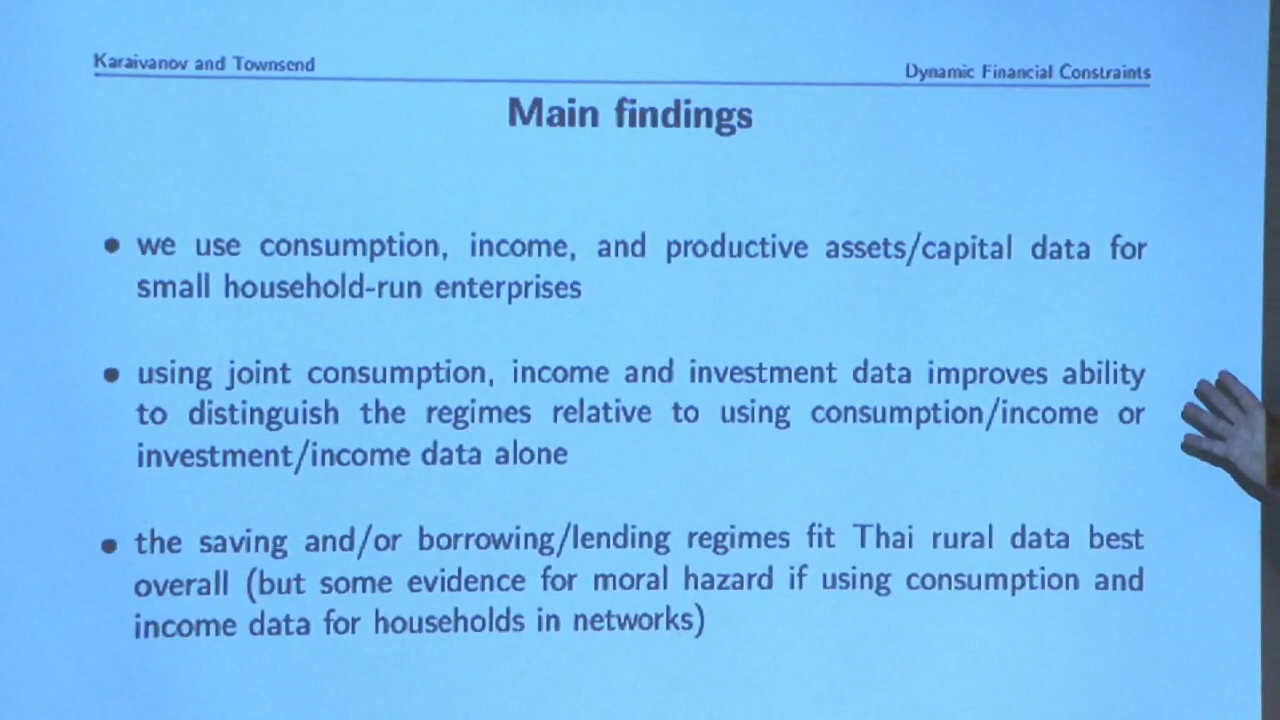 Karaivanov and Townsend
Dynamic Financial Constraints
Main findings
• we use consumption, income, and productive assets/capital data for
small household-run enterprises
• using joint consumption, income and investment data improves ability
to distinguish the regimes relative to using consumption/income or
investment/income data alone
• the saving and/or borrowing/lending regimes fit Thai rural data best
overall (but some evidence for moral hazard if using consumption and
income data for households in networks)